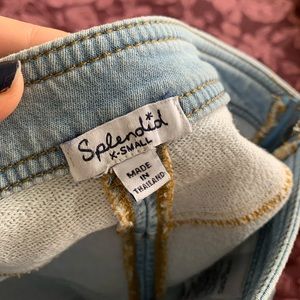 Splendid
X-SMALL
MADE
IN
THAILAND